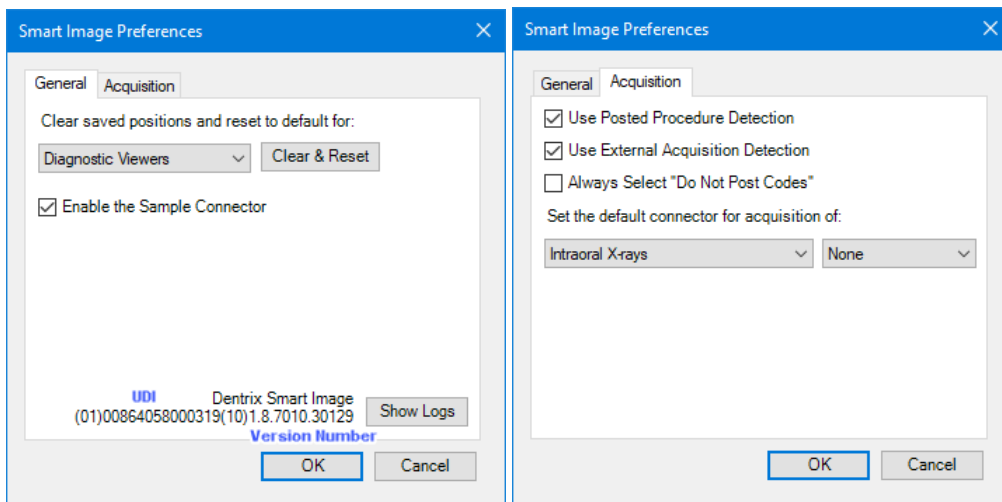 Smart Image Preferences
General
Acquisition
Clear saved positions and reset to default for:
Diagnostic Viewers
Clear & Reset
Enable the Sample Connector
UDI
Dentrix Smart Image
(01)00864058000319(10)1.8.7010.30129
Show Logs
Version Number
OK
Cancel
Smart Image Preferences
General
Acquisition
Use Posted Procedure Detection
Use External Acquisition Detection
Always Select "Do Not Post Codes"
Set the default connector for acquisition of:
Intraoral X-rays
None
OK
Cancel